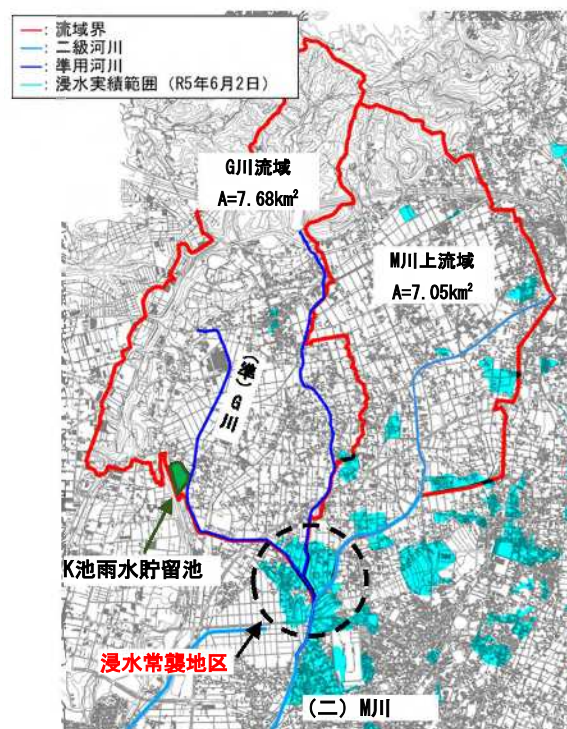 ―：流域界
―：二級河川
―：準用河川
―：浸水実績範囲（R5年6月2日）
G川流域
A=7.68km²
M川上流域
A=7.05km²
（準）G川
K池雨水貯留池
浸水常襲地区
（二）M川